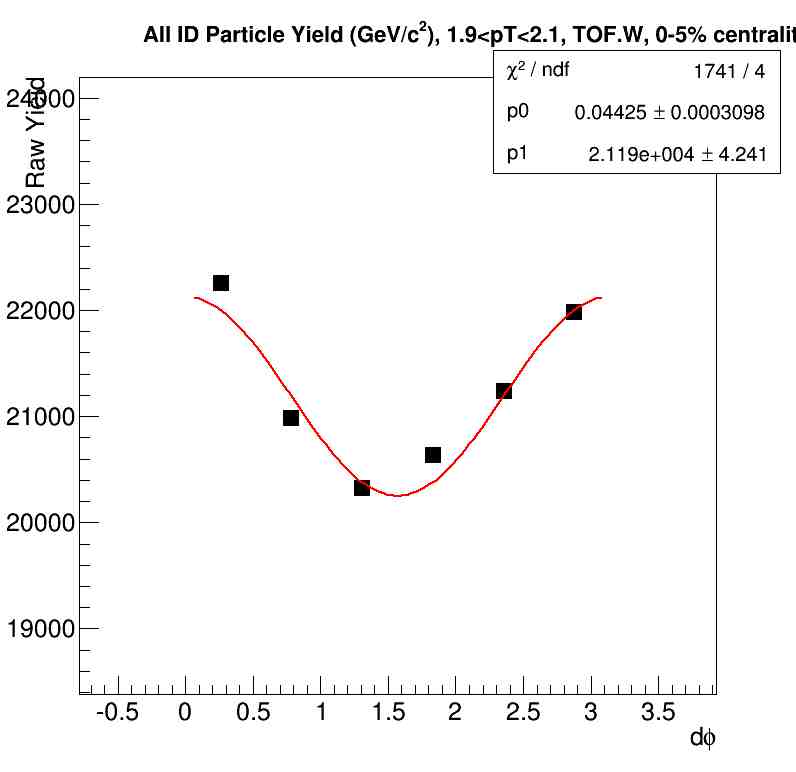 All ID Particle Yield (GeV/c²), 1.9<pT<2.1, TOF.W, 0-5% centralit
χ² / ndf 1741 / 4
p0 0.04425 ± 0.0003098
p1 2.119e+004 ± 4.241
Raw Yield
24000
23000
22000
21000
20000
19000
-0.5 0 0.5 1 1.5 2 2.5 3 3.5
dϕ